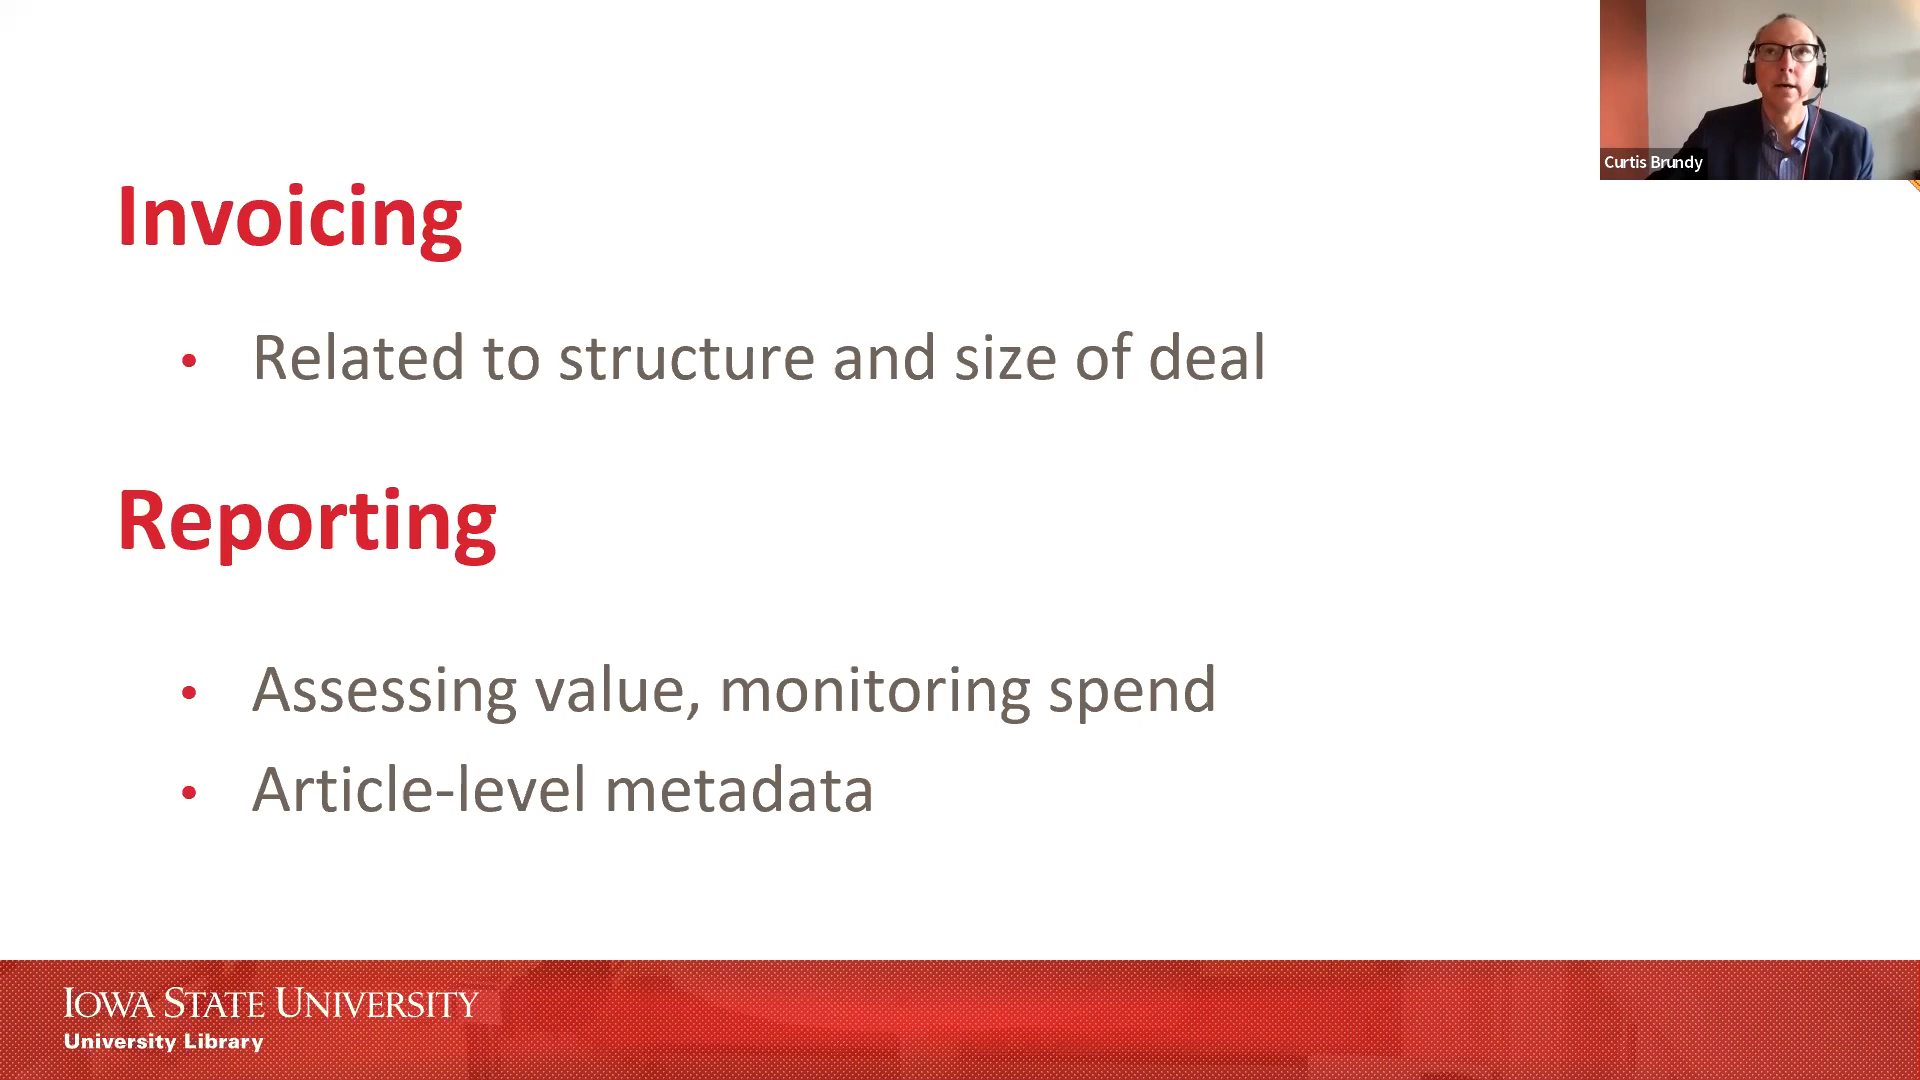 Curtis Brundy
Invoicing
• Related to structure and size of deal
Reporting
• Assessing value, monitoring spend
• Article-level metadata
IOWA STATE UNIVERSITY
University Library